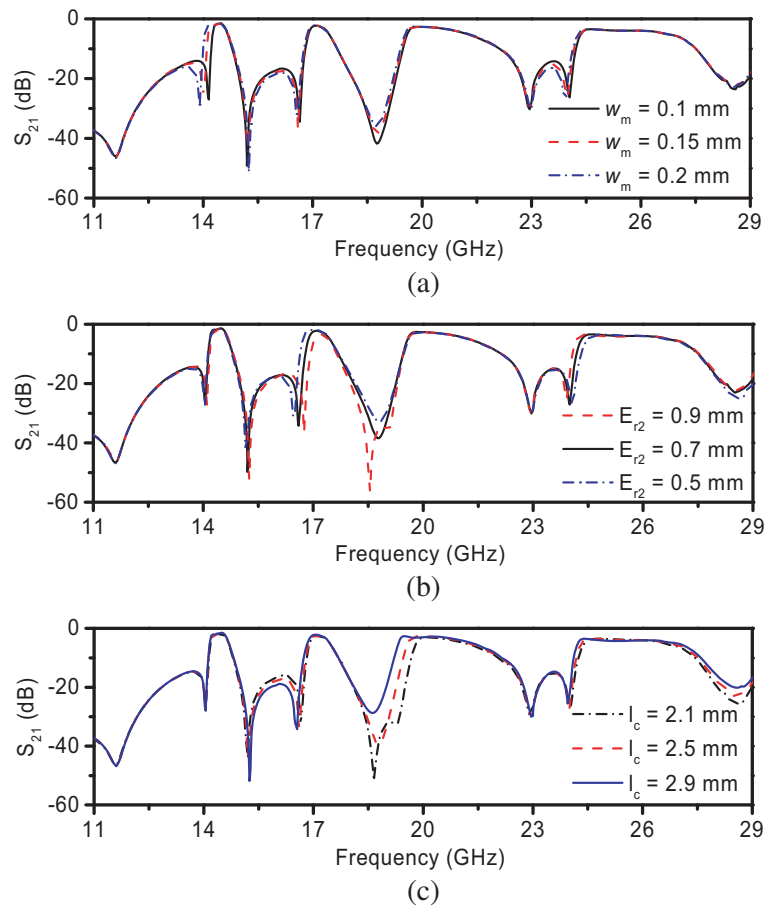 0
-20
-40
-60
S21 (dB)
wm = 0.1 mm
wm = 0.15 mm
wm = 0.2 mm
11 14 17 20 23 26 29
Frequency (GHz)
(a)
0
-20
-40
-60
S21 (dB)
Er2 = 0.9 mm
Er2 = 0.7 mm
Er2 = 0.5 mm
11 14 17 20 23 26 29
Frequency (GHz)
(b)
0
-20
-40
-60
S21 (dB)
lc = 2.1 mm
lc = 2.5 mm
lc = 2.9 mm
11 14 17 20 23 26 29
Frequency (GHz)
(c)